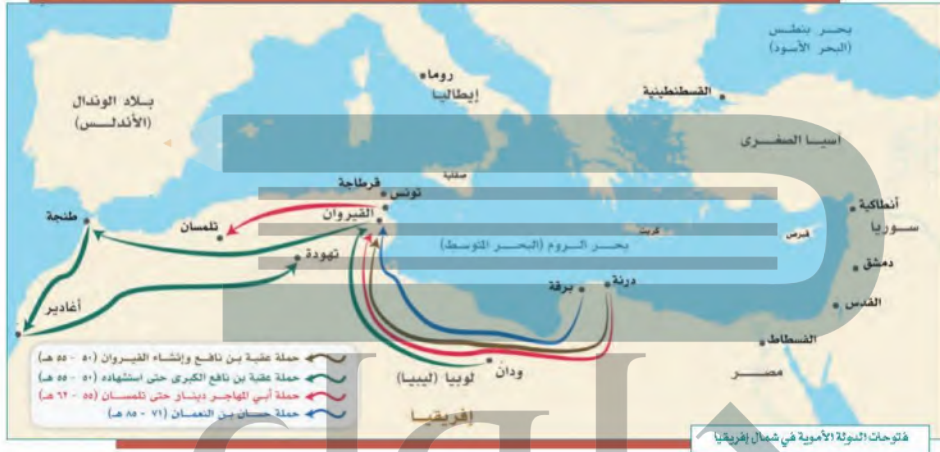 بحر بنطس
(البحر الأسود)
روما
إيطاليا
القسطنطينية
بلاد الوندال
(الأندلس)
آسيا الصغرى
صقلية
قرطاجة
تونس
أنطاكية
القيروان
طنجة
تلمسان
سوريا
بحر الروم (البحر المتوسط)
كريت
قبرص
تهودة
دمشق
درنة
برقة
القدس
أغادير
الفسطاط
ودان
لوبيا (ليبيا)
مصر
إفريقيا
حملة عقبة بن نافع وإنشاء القيروان (٥٠ - ٥٥ هـ)
حملة عقبة بن نافع الكبرى حتى استشهاده (٥٠ - ٥٥ هـ)
حملة أبي المهاجر دينار حتى تلمسان (٥٥ - ٦٢ هـ)
حملة حسان بن النعمان (٧١ - ٨٥ هـ)
فتوحات الدولة الأموية في شمال إفريقيا